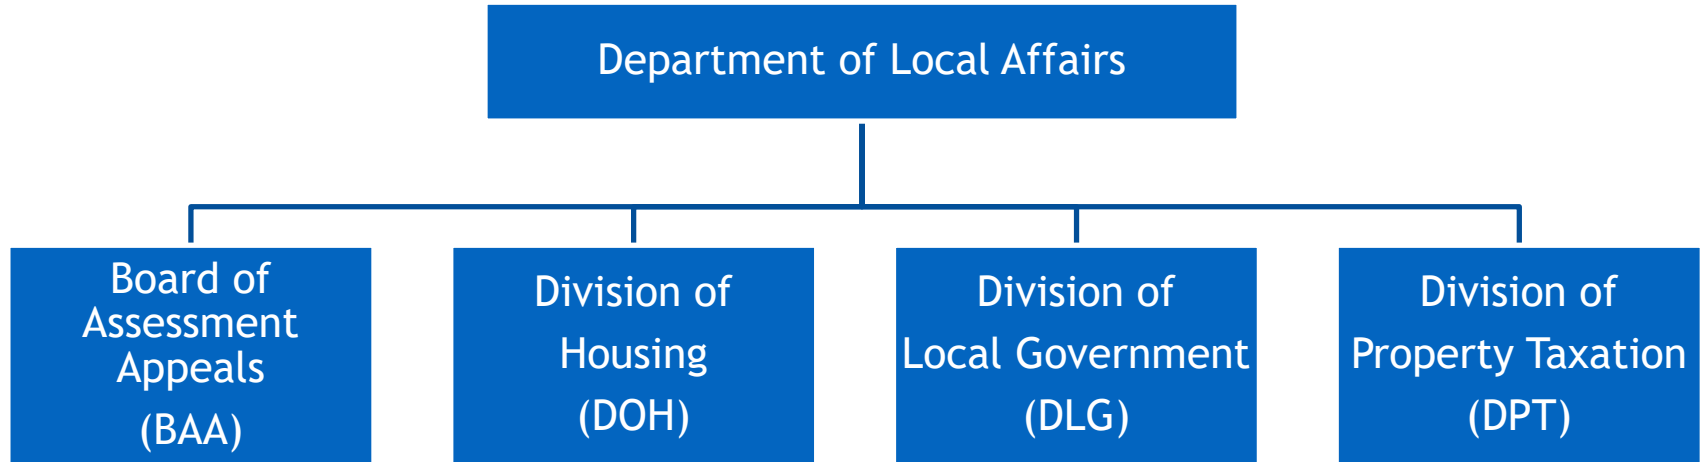 Department of Local Affairs
Board of
Assessment
Appeals
(BAA)
Division of
Housing
(DOH)
Division of
Local Government
(DLG)
Division of
Property Taxation
(DPT)